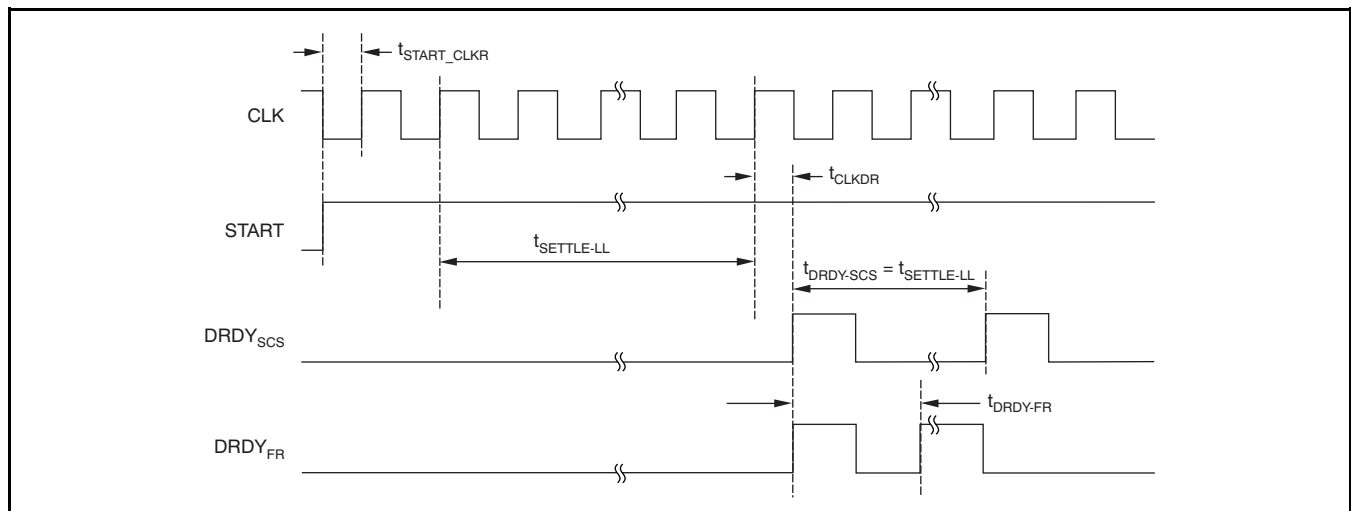 tSTART_CLKR
CLK
tCLKDR
START
tSETTLE-LL
tDRDY-SCS = tSETTLE-LL
DRDYSCS
tDRDY-FR
DRDYFR